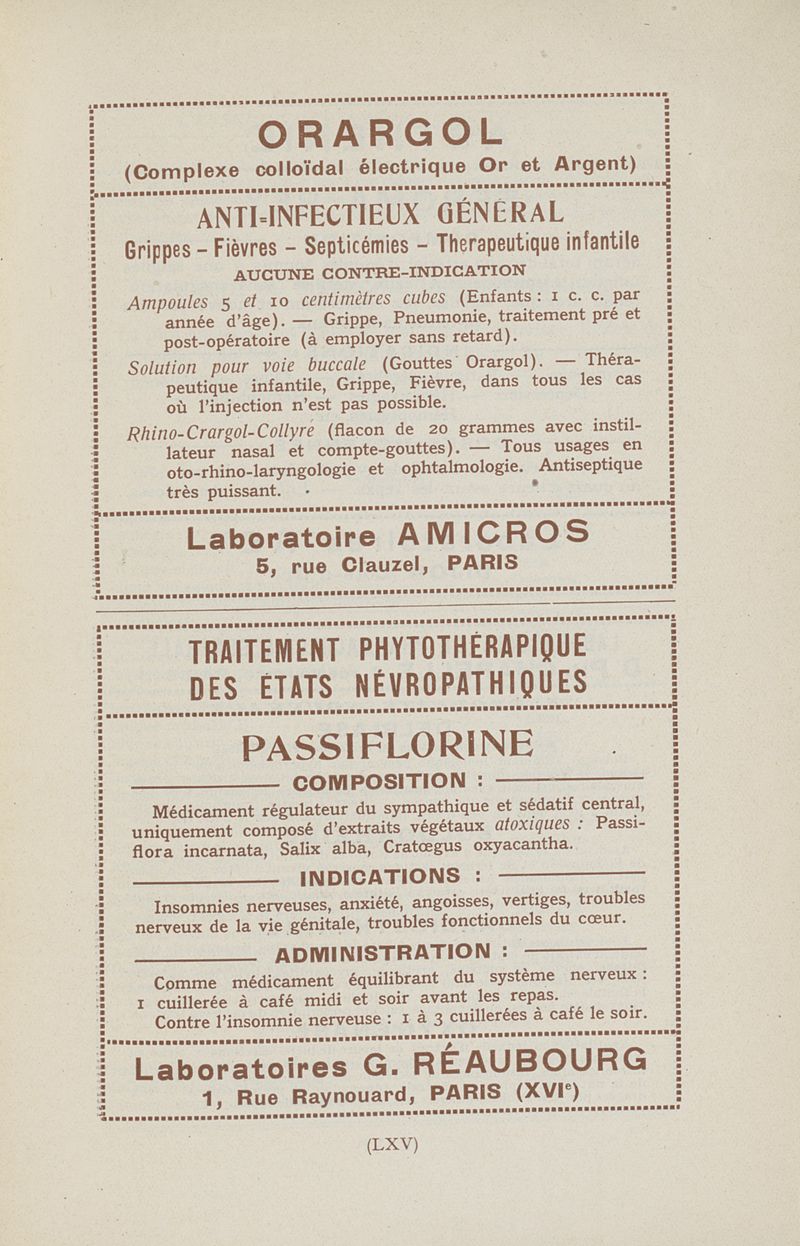 ORARGOL
(Complexe colloïdal électrique Or et Argent)
ANTI-INFECTIEUX GÉNÉRAL
Grippes – Fièvres – Septicémies – Thérapeutique infantile
AUCUNE CONTRE-INDICATION
Ampoules 5 et 10 centimètres cubes (Enfants : 1 c. c. par
année d'âge). — Grippe, Pneumonie, traitement pré et
post-opératoire (à employer sans retard).
Solution pour voie buccale (Gouttes Orargol). — Théra-
peutique infantile, Grippe, Fièvre, dans tous les cas
où l'injection n'est pas possible.
Rhino-Crargol-Collyre (flacon de 20 grammes avec instil-
lateur nasal et compte-gouttes). — Tous usages en
oto-rhino-laryngologie et ophtalmologie. Antiseptique
très puissant.
Laboratoire AMICROS
5, rue Clauzel, PARIS
TRAITEMENT PHYTOTHÉRAPIQUE
DES ÉTATS NÉVROPATHIQUES
PASSIFLORINE
COMPOSITION :
Médicament régulateur du sympathique et sédatif central,
uniquement composé d'extraits végétaux atoxiques : Passi-
flora incarnata, Salix alba, Cratœgus oxyacantha.
INDICATIONS :
Insomnies nerveuses, anxiété, angoisses, vertiges, troubles
nerveux de la vie génitale, troubles fonctionnels du cœur.
ADMINISTRATION :
Comme médicament équilibrant du système nerveux :
1 cuillerée à café midi et soir avant les repas.
Contre l'insomnie nerveuse : 1 à 3 cuillerées à café le soir.
Laboratoires G. RÉAUBOURG
1, Rue Raynouard, PARIS (XVIe)
(LXV)